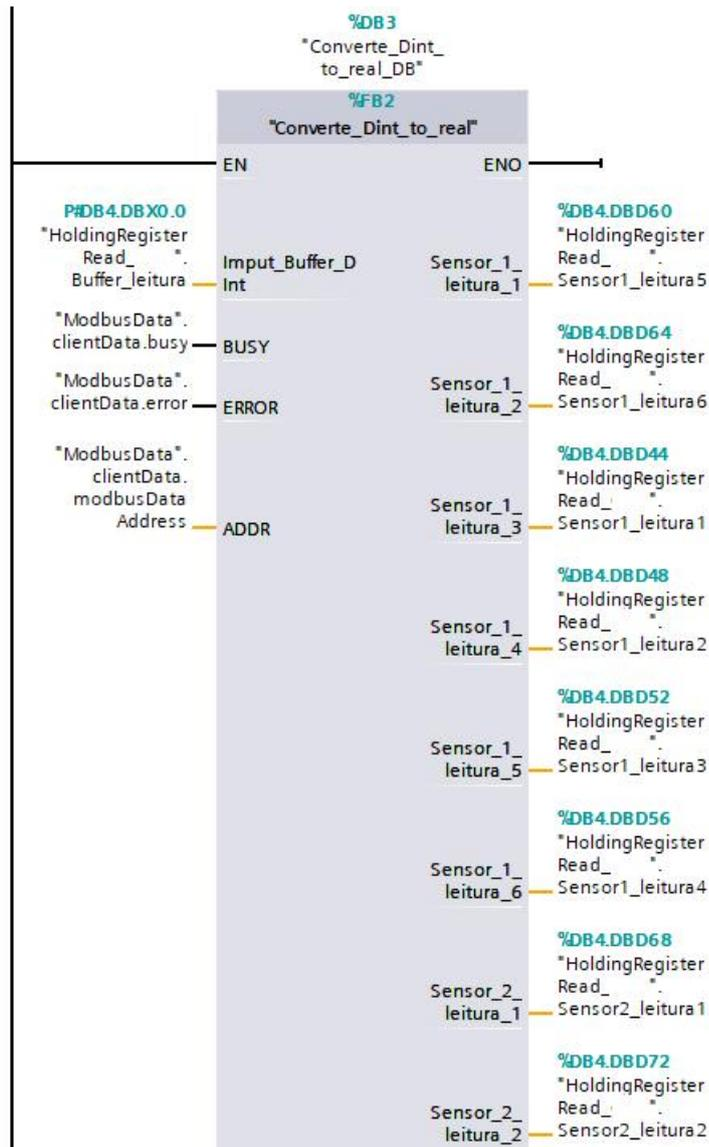 %DB3
"Converte_Dint_
to_real_DB"
%FB2
"Converte_Dint_to_real"
EN
ENO
P#DB4.DBX0.0
"HoldingRegister
Read_ ".
Buffer_leitura
Imput_Buffer_D
Int
Sensor_1_
leitura_1
%DB4.DBD60
"HoldingRegister
Read_ ".
Sensor1_leitura5
"ModbusData".
clientData.busy
BUSY
"ModbusData".
clientData.error
ERROR
Sensor_1_
leitura_2
%DB4.DBD64
"HoldingRegister
Read_ ".
Sensor1_leitura6
"ModbusData".
clientData.
modbusData
Address
ADDR
Sensor_1_
leitura_3
%DB4.DBD44
"HoldingRegister
Read_ ".
Sensor1_leitura1
Sensor_1_
leitura_4
%DB4.DBD48
"HoldingRegister
Read_ ".
Sensor1_leitura2
Sensor_1_
leitura_5
%DB4.DBD52
"HoldingRegister
Read_ ".
Sensor1_leitura3
Sensor_1_
leitura_6
%DB4.DBD56
"HoldingRegister
Read_ ".
Sensor1_leitura4
Sensor_2_
leitura_1
%DB4.DBD68
"HoldingRegister
Read_ ".
Sensor2_leitura1
Sensor_2_
leitura_2
%DB4.DBD72
"HoldingRegister
Read_ ".
Sensor2_leitura2